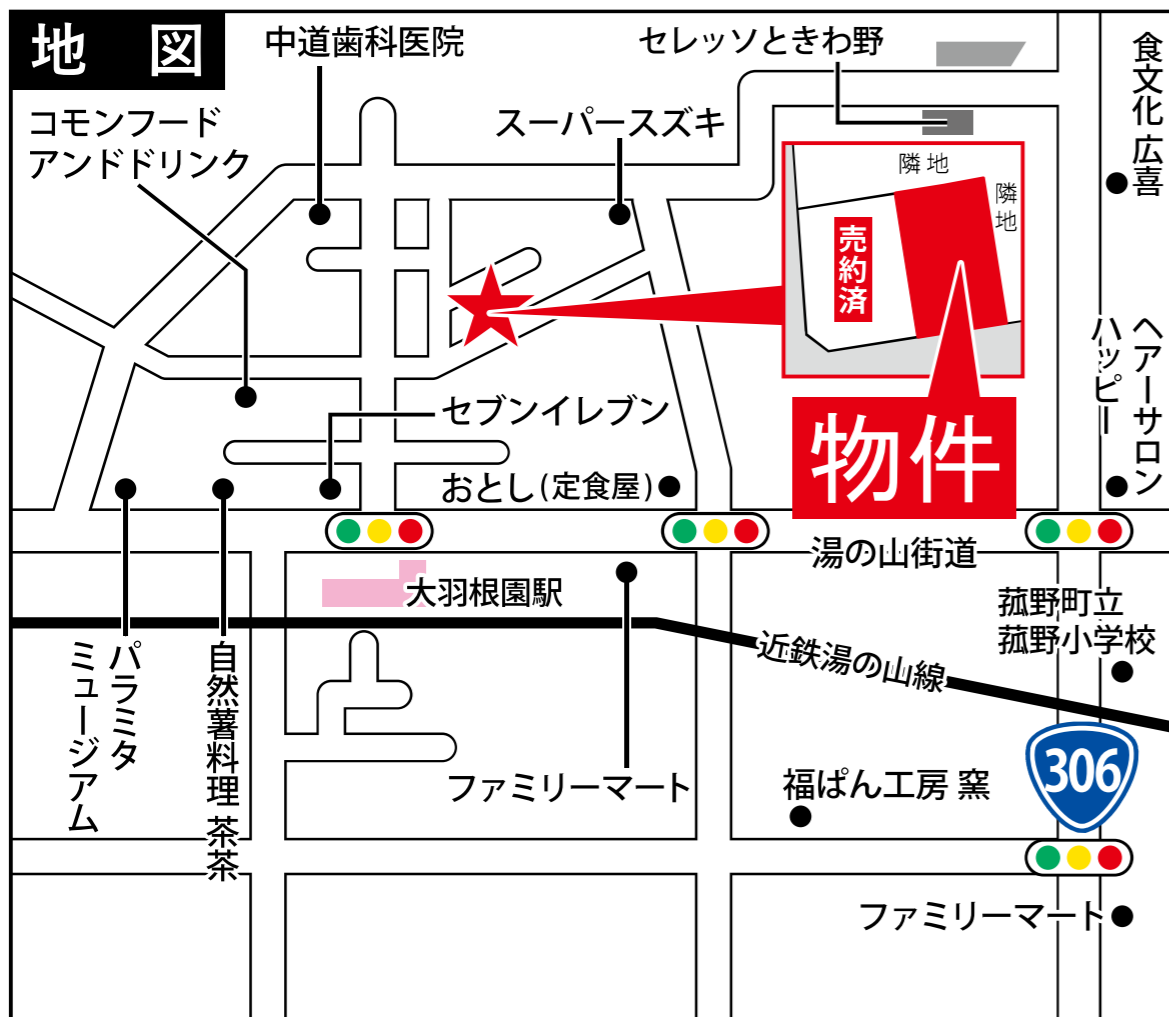 地 図
中道歯科医院
セレッソときわ野
食文化 広喜
コモンフード
アンドドリンク
スーパースズキ
隣地
隣地
売約済
物件
ヘアーサロン
ハッピー
セブンイレブン
おとし(定食屋)
湯の山街道
大羽根園駅
菰野町立
菰野小学校
近鉄湯の山線
パラミタ
ミュージアム
自然薯料理 茶茶
ファミリーマート
福ぱん工房 窯
306
ファミリーマート